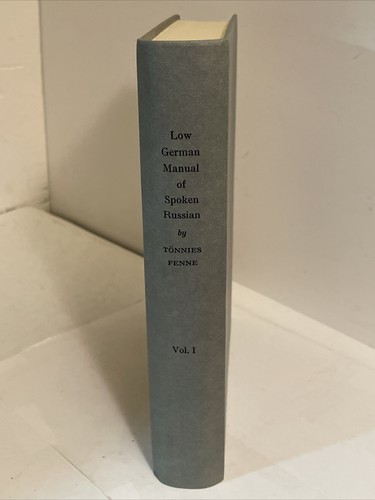 Low
German
Manual
of
Spoken
Russian
by
TÖNNIES
FENNE
Vol. I